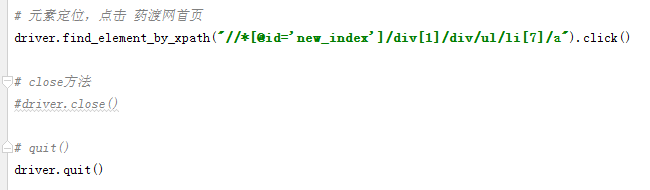 # 元素定位，点击 药渡网首页
driver.find_element_by_xpath("//*[@id='new_index']/div[1]/div/ul/li[7]/a").click()
# close方法
#driver.close()
# quit()
driver.quit()